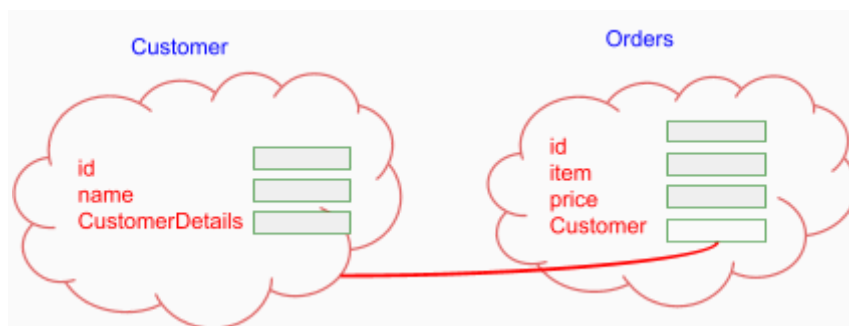 Customer
id
name
CustomerDetails
Orders
id
item
price
Customer